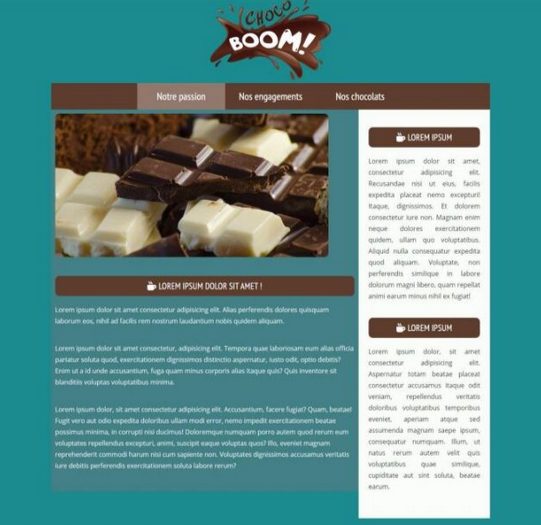 CHOCO
BOOM!
Notre passion
Nos engagements
Nos chocolats
LOREM IPSUM DOLOR SIT AMET !
Lorem ipsum dolor sit amet consectetur adipisicing elit. Alias perferendis dolores quisquam
laborum eos, nihil ad facilis rem nostrum laudantium nobis quidem aliquam.
Lorem ipsum dolor sit amet consectetur, adipisicing elit. Tempora quae laboriosam eum alias officia
pariatur soluta quod, exercitationem dignissimos distinctio aspernatur, iusto odit, optio debitis?
Enim ut a id unde accusantium, fuga quam minus corporis alias itaque quis? Quis inventore sit
blanditiis voluptas voluptatibus minima.
Lorem ipsum dolor, sit amet consectetur adipisicing elit. Accusantium, facere fugiat? Quam, beatae!
Fugit vero aut odio expedita doloribus ullam modi error, nemo impedit exercitationem beatae
possimus minima, in corrupti nisi ducimus! Doloremque numquam porro autem quod rerum eum
voluptates repellendus excepturi, animi, suscipit eaque voluptas quos? Illo, eveniet magnam
reprehenderit commodi harum nisi cum sapiente non. Voluptates dignissimos accusamus veritatis
iure debitis perferendis exercitationem soluta labore rerum?
LOREM IPSUM
Lorem ipsum dolor sit amet,
consectetur adipisicing elit.
Recusandae nisi ut eius, facilis
expedita placeat nemo excepturi!
Itaque, dignissimos. Et dolorem
consectetur iure non. Magnam enim
neque dolores exercitationem
quidem, ullam quo voluptatibus.
Aliquid nulla consequatur expedita
quod aliquam. Voluptate, non
perferendis similique in labore
dolorum magni libero, quam repellat
animi earum minus nihil ex fugiat!
LOREM IPSUM
Lorem ipsum dolor, sit amet
consectetur adipisicing elit.
Aspernatur totam beatae placeat
consectetur accusamus itaque odit
veniam, repellendus veritatis
doloribus voluptatibus temporibus
eveniet, aperiam atque sed
assumenda magnam saepe ipsum,
consequatur numquam. Illum, ut
natus rerum autem velit quis
voluptatibus quae similique,
cupiditate aut sint soluta, beatae
earum.